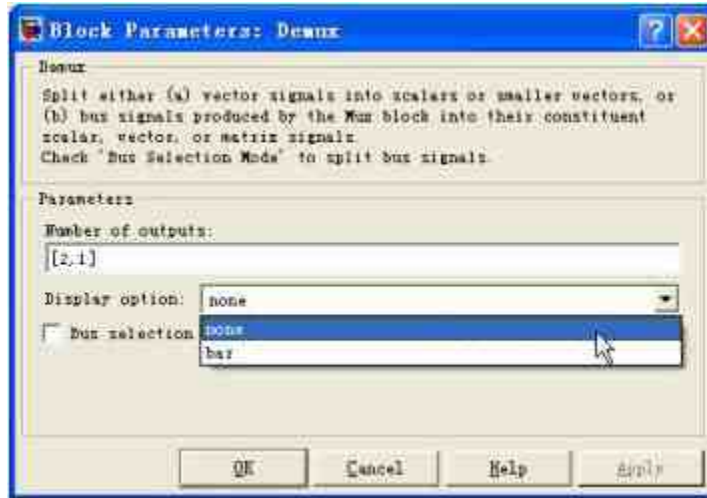 Block Parameters: Demux
Demux
Split either (a) vector signals into scalars or smaller vectors, or
(b) bus signals produced by the Mux block into their constituent
scalar, vector, or matrix signals.
Check 'Bus Selection Mode' to split bus signals.
Parameters
Number of outputs:
[2,1]
Display option: none
Bus selection
none
bar
OK Cancel Help Apply